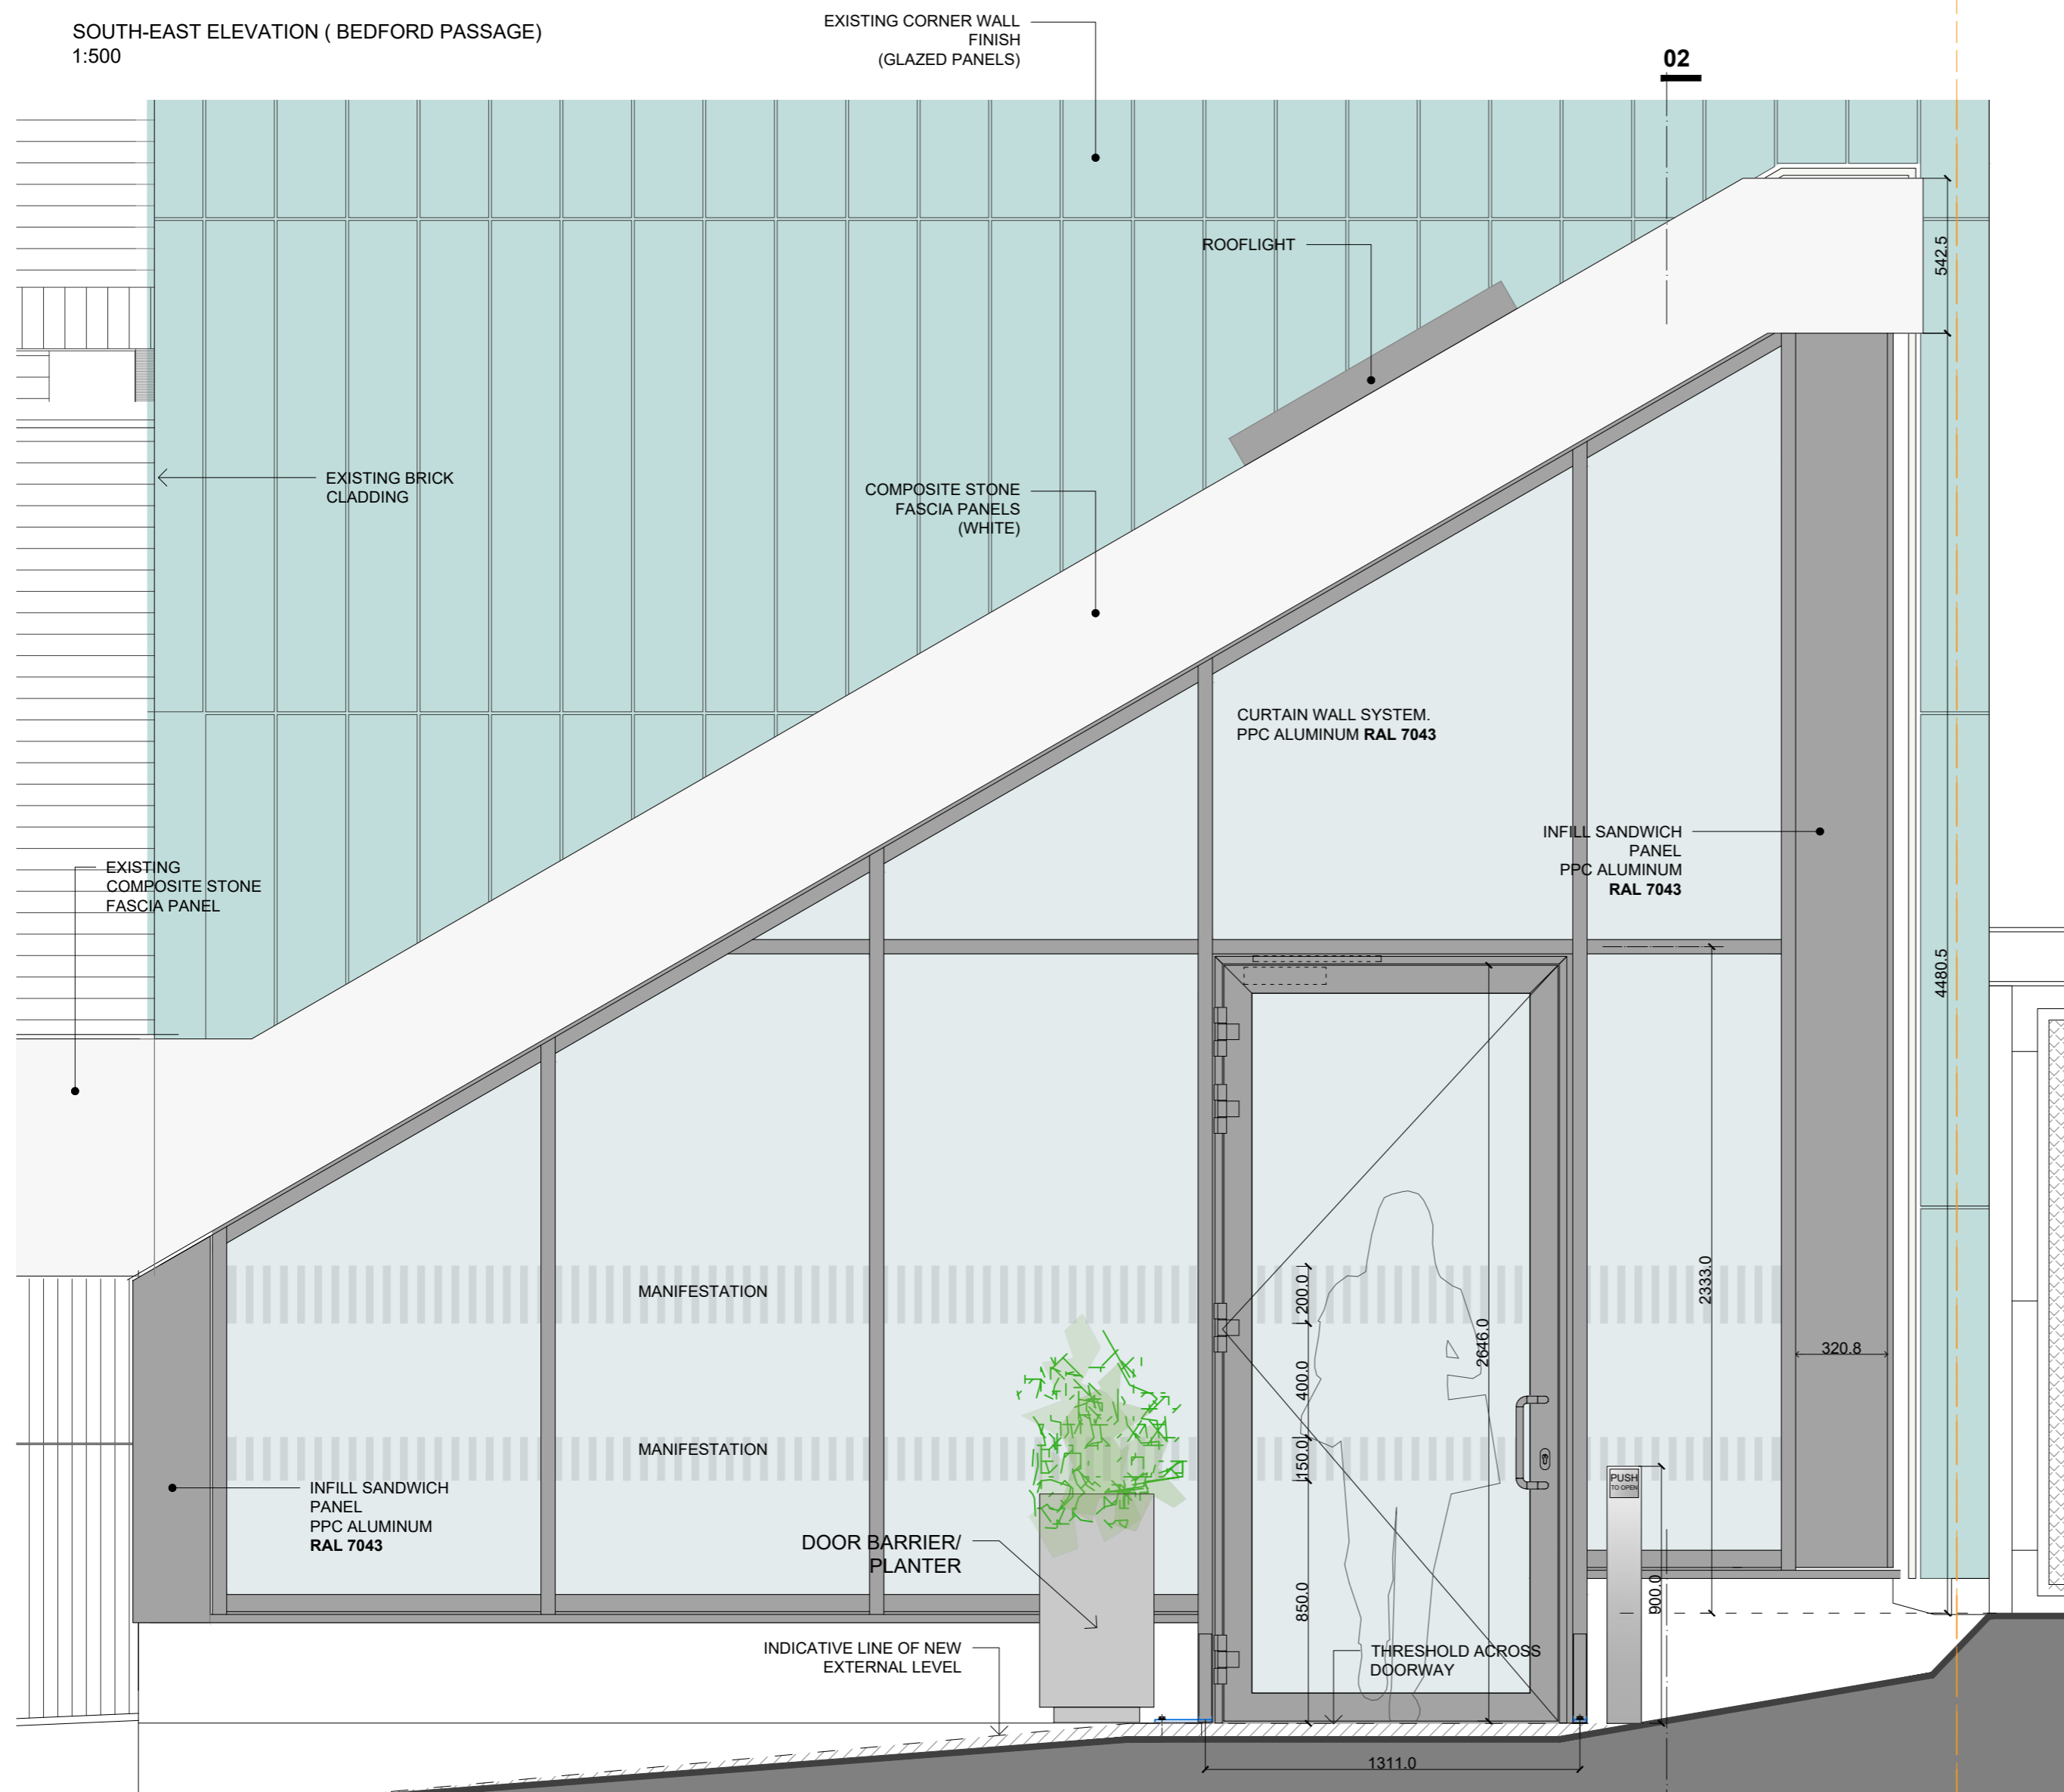 SOUTH-EAST ELEVATION ( BEDFORD PASSAGE)
1:500
EXISTING CORNER WALL
FINISH
(GLAZED PANELS)
02
ROOFLIGHT
542.5
EXISTING BRICK
CLADDING
COMPOSITE STONE
FASCIA PANELS
(WHITE)
CURTAIN WALL SYSTEM.
PPC ALUMINUM RAL 7043
INFILL SANDWICH
PANEL
PPC ALUMINUM
RAL 7043
EXISTING
COMPOSITE STONE
FASCIA PANEL
4480.5
2333.0
320.8
2646.0
200.0
400.0
150.0
850.0
MANIFESTATION
MANIFESTATION
INFILL SANDWICH
PANEL
PPC ALUMINUM
RAL 7043
DOOR BARRIER/
PLANTER
PUSH
TO OPEN
900.0
INDICATIVE LINE OF NEW
EXTERNAL LEVEL
THRESHOLD ACROSS
DOORWAY
1311.0